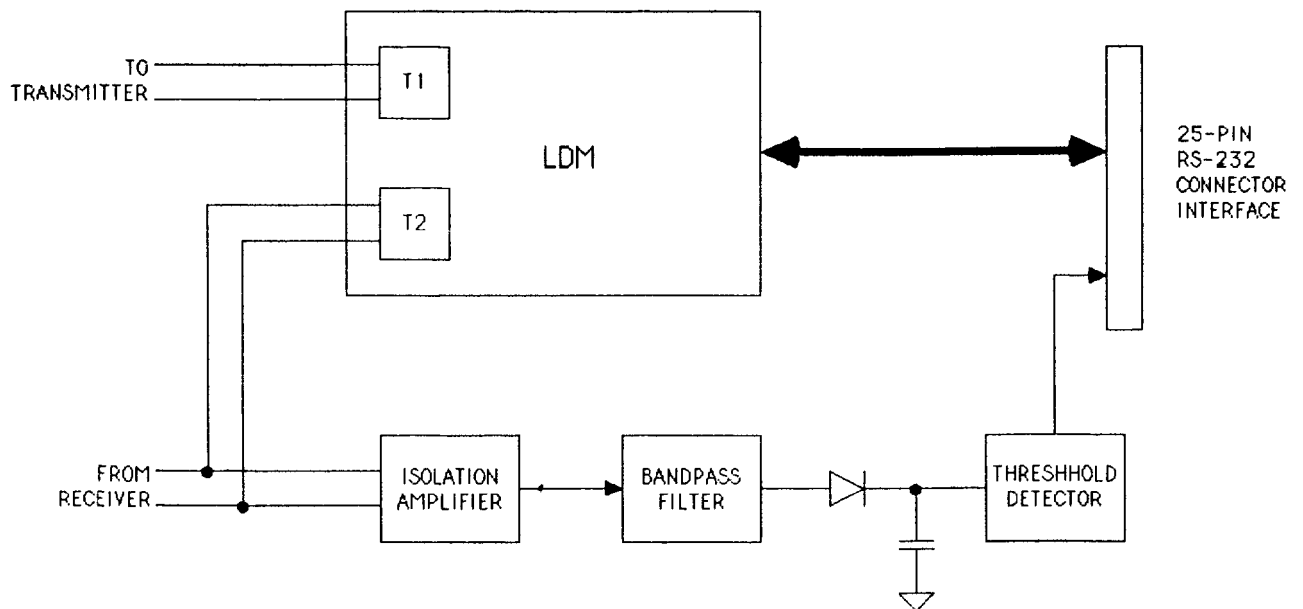 TO
TRANSMITTER
T1
LDM
T2
25-PIN
RS-232
CONNECTOR
INTERFACE
FROM
RECEIVER
ISOLATION
AMPLIFIER
BANDPASS
FILTER
THRESHHOLD
DETECTOR